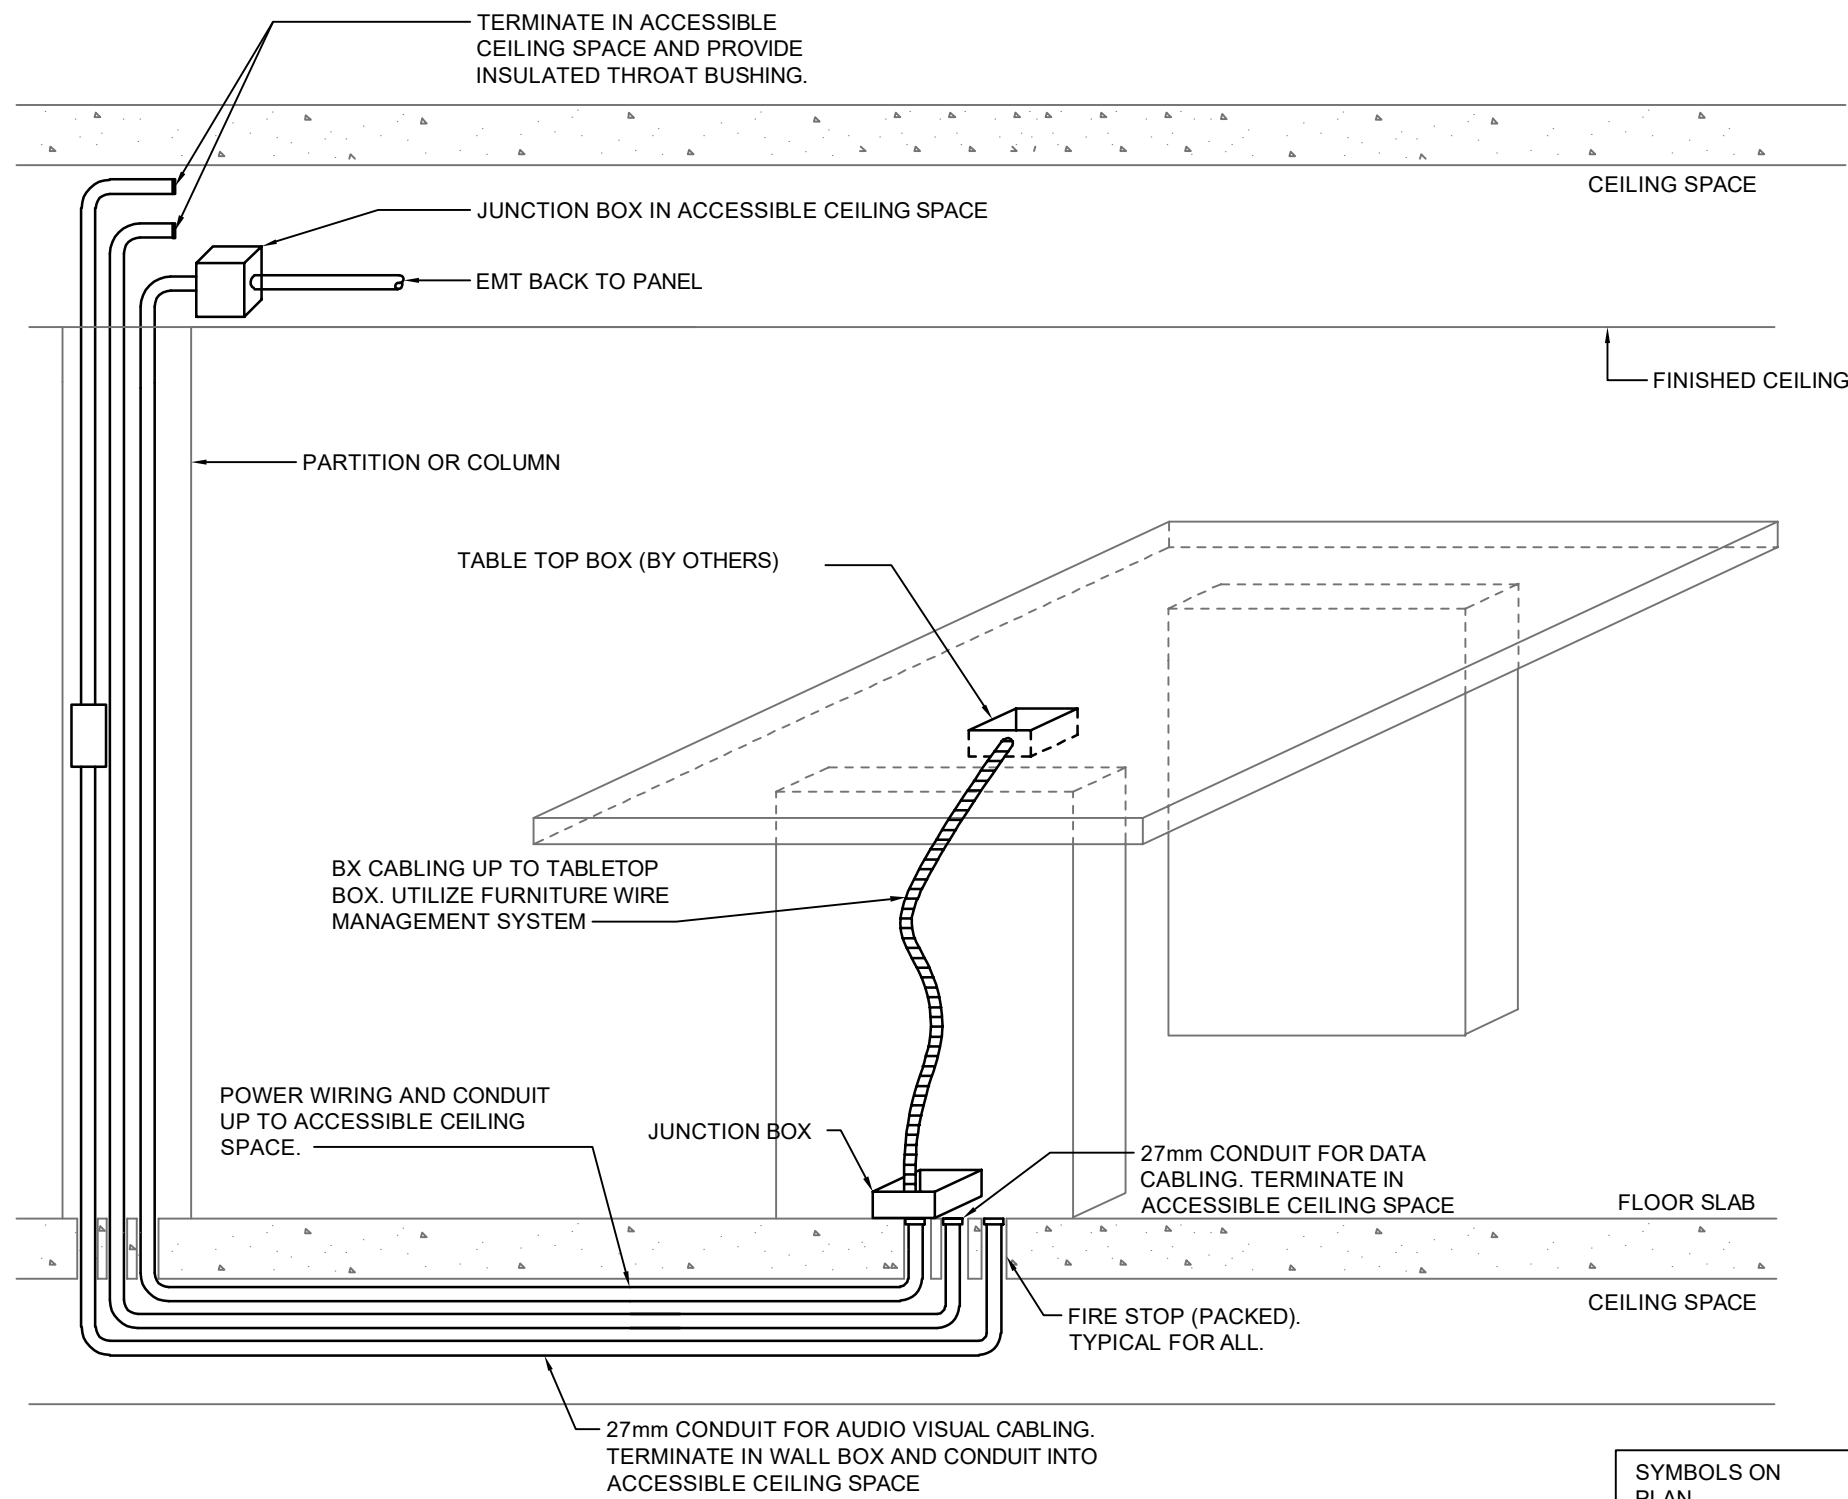 TERMINATE IN ACCESSIBLE
CEILING SPACE AND PROVIDE
INSULATED THROAT BUSHING.
CEILING SPACE
JUNCTION BOX IN ACCESSIBLE CEILING SPACE
EMT BACK TO PANEL
FINISHED CEILING
PARTITION OR COLUMN
TABLE TOP BOX (BY OTHERS)
BX CABLING UP TO TABLETOP
BOX. UTILIZE FURNITURE WIRE
MANAGEMENT SYSTEM
POWER WIRING AND CONDUIT
UP TO ACCESSIBLE CEILING
SPACE.
JUNCTION BOX
27mm CONDUIT FOR DATA
CABLING. TERMINATE IN
ACCESSIBLE CEILING SPACE
FLOOR SLAB
CEILING SPACE
FIRE STOP (PACKED).
TYPICAL FOR ALL.
27mm CONDUIT FOR AUDIO VISUAL CABLING.
TERMINATE IN WALL BOX AND CONDUIT INTO
ACCESSIBLE CEILING SPACE
SYMBOLS ON
PLAN